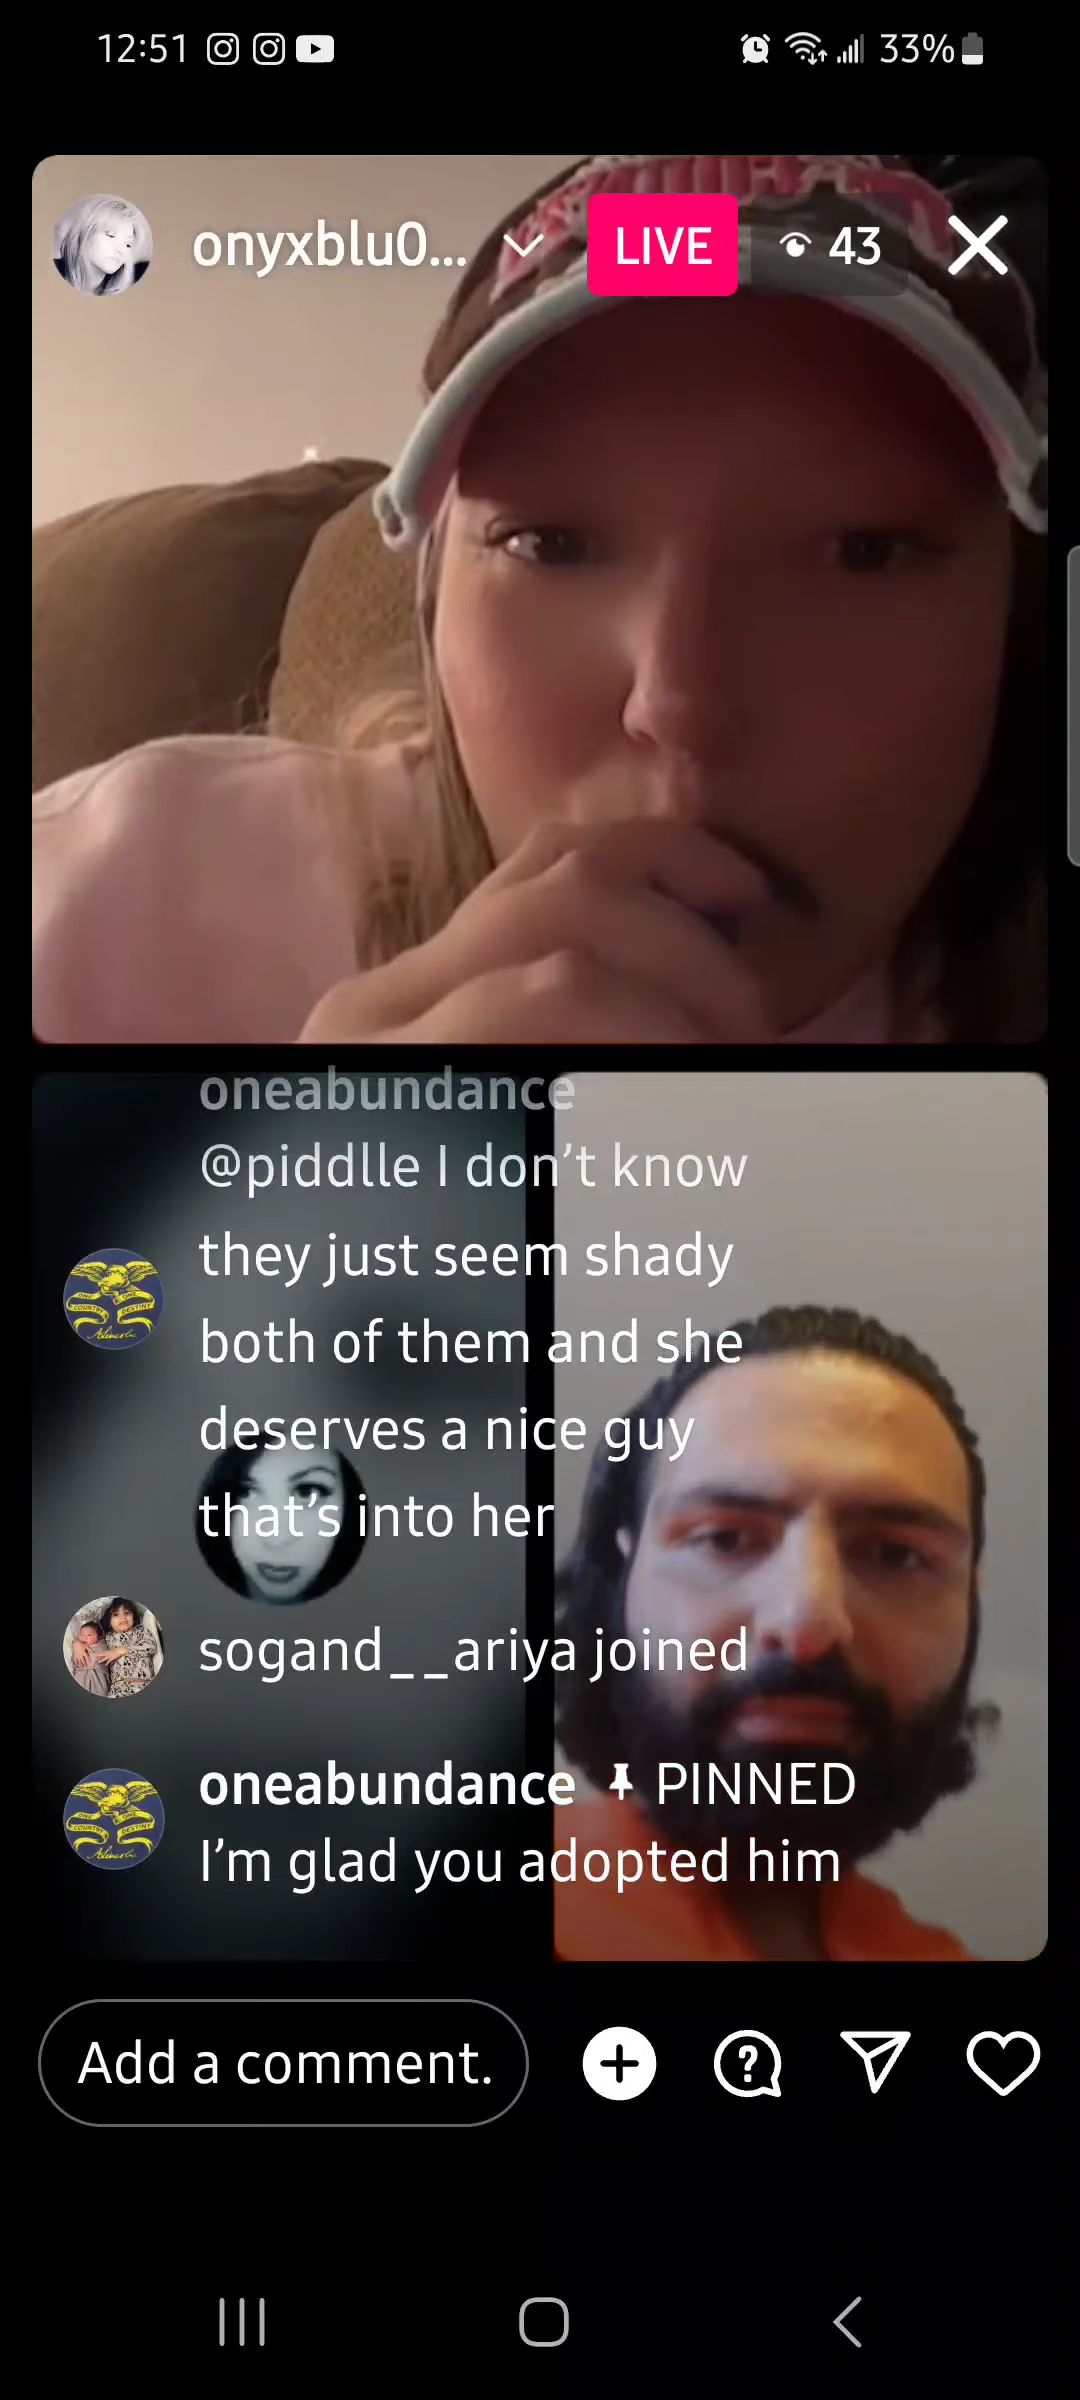 12:51
33%
onyxblu0...
LIVE
43
oneabundance
@piddlle I don't know
they just seem shady
both of them and she
deserves a nice guy
that's into her
sogand__ariya joined
oneabundance PINNED
I'm glad you adopted him
Add a comment.